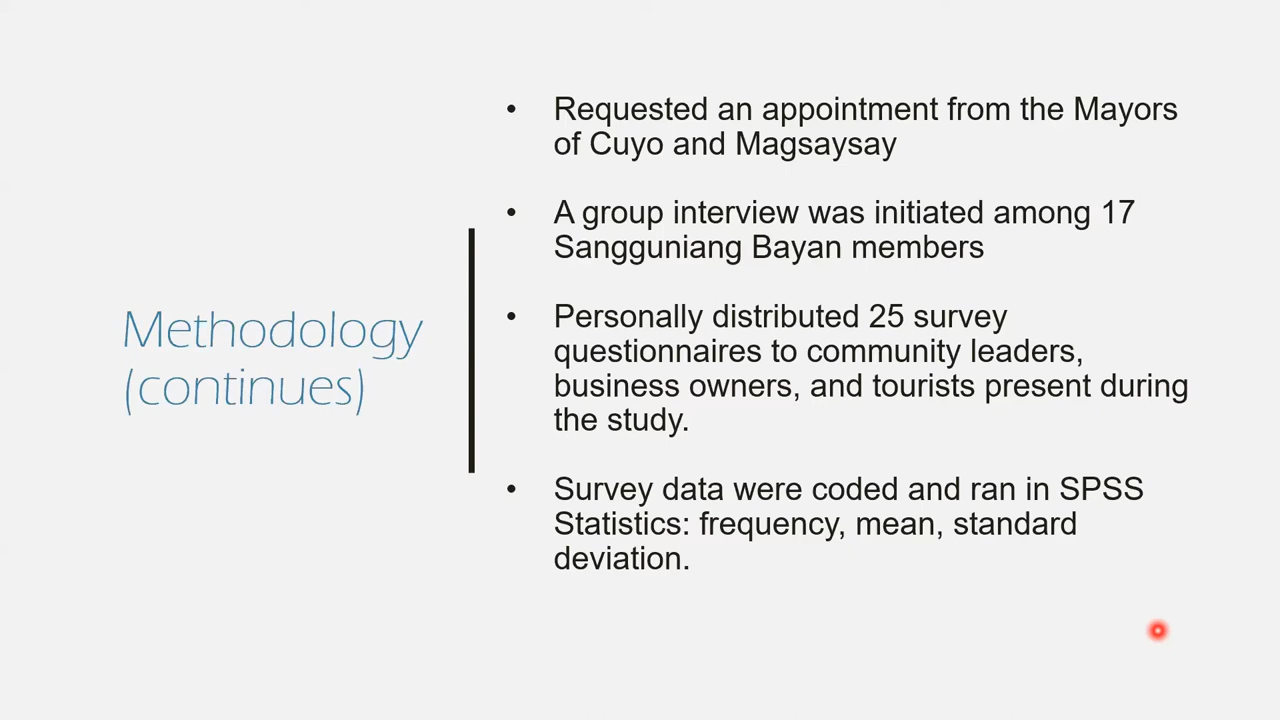 Methodology
(continues)
• Requested an appointment from the Mayors
of Cuyo and Magsaysay
• A group interview was initiated among 17
Sangguniang Bayan members
• Personally distributed 25 survey
questionnaires to community leaders,
business owners, and tourists present during
the study.
• Survey data were coded and ran in SPSS
Statistics: frequency, mean, standard
deviation.